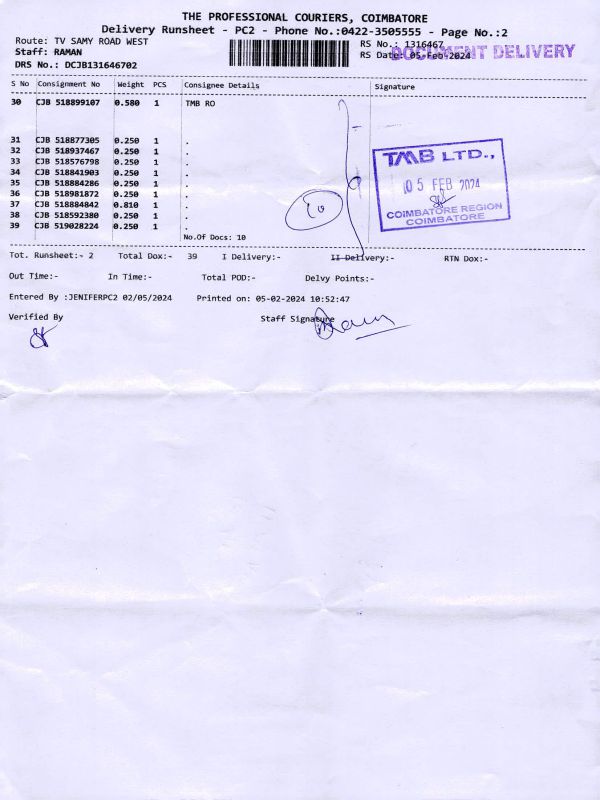 THE PROFESSIONAL COURIERS, COIMBATORE
Delivery Runsheet - PC2 - Phone No.:0422-3505555 - Page No.:2
Route: TV SAMY ROAD WEST
RS No.: 1316467
DOCUMENT DELIVERY
Staff: RAMAN
RS Date: 05-Feb-2024
DRS No.: DCJB131646702
S No Consignment No Weight PCS Consignee Details Signature
30 CJB 518899107 0.580 1 TMB RO
31 CJB 518877305 0.250 1 .
32 CJB 518937467 0.250 1 .
33 CJB 518576798 0.250 1 .
34 CJB 518841903 0.250 1 .
35 CJB 518884286 0.250 1 .
36 CJB 518981872 0.250 1 .
37 CJB 518884842 0.810 1 .
38 CJB 518592380 0.250 1 .
39 CJB 519028224 0.250 1 .
No.Of Docs: 10
TMB LTD.,
05 FEB 2024
COIMBATORE REGION
COIMBATORE
Tot. Runsheet:- 2 Total Dox:- 39 I Delivery:- II Delivery:- RTN Dox:-
Out Time:- In Time:- Total POD:- Delvy Points:-
Entered By :JENIFERPC2 02/05/2024 Printed on: 05-02-2024 10:52:47
Verified By Staff Signature